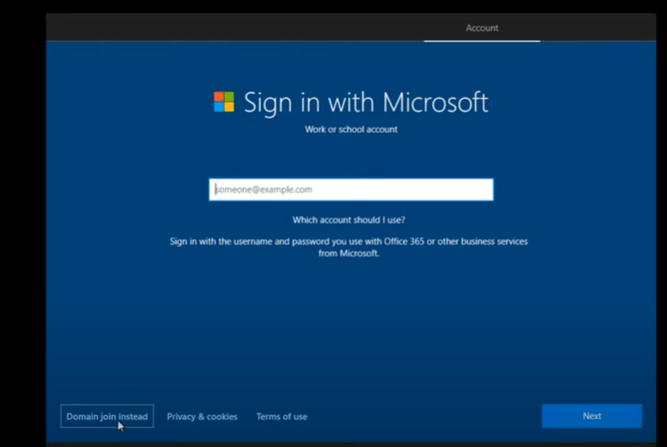 Account
Sign in with Microsoft
Work or school account
someone@example.com
Which account should I use?
Sign in with the username and password you use with Office 365 or other business services
from Microsoft.
Domain join instead
Privacy & cookies
Terms of use
Next